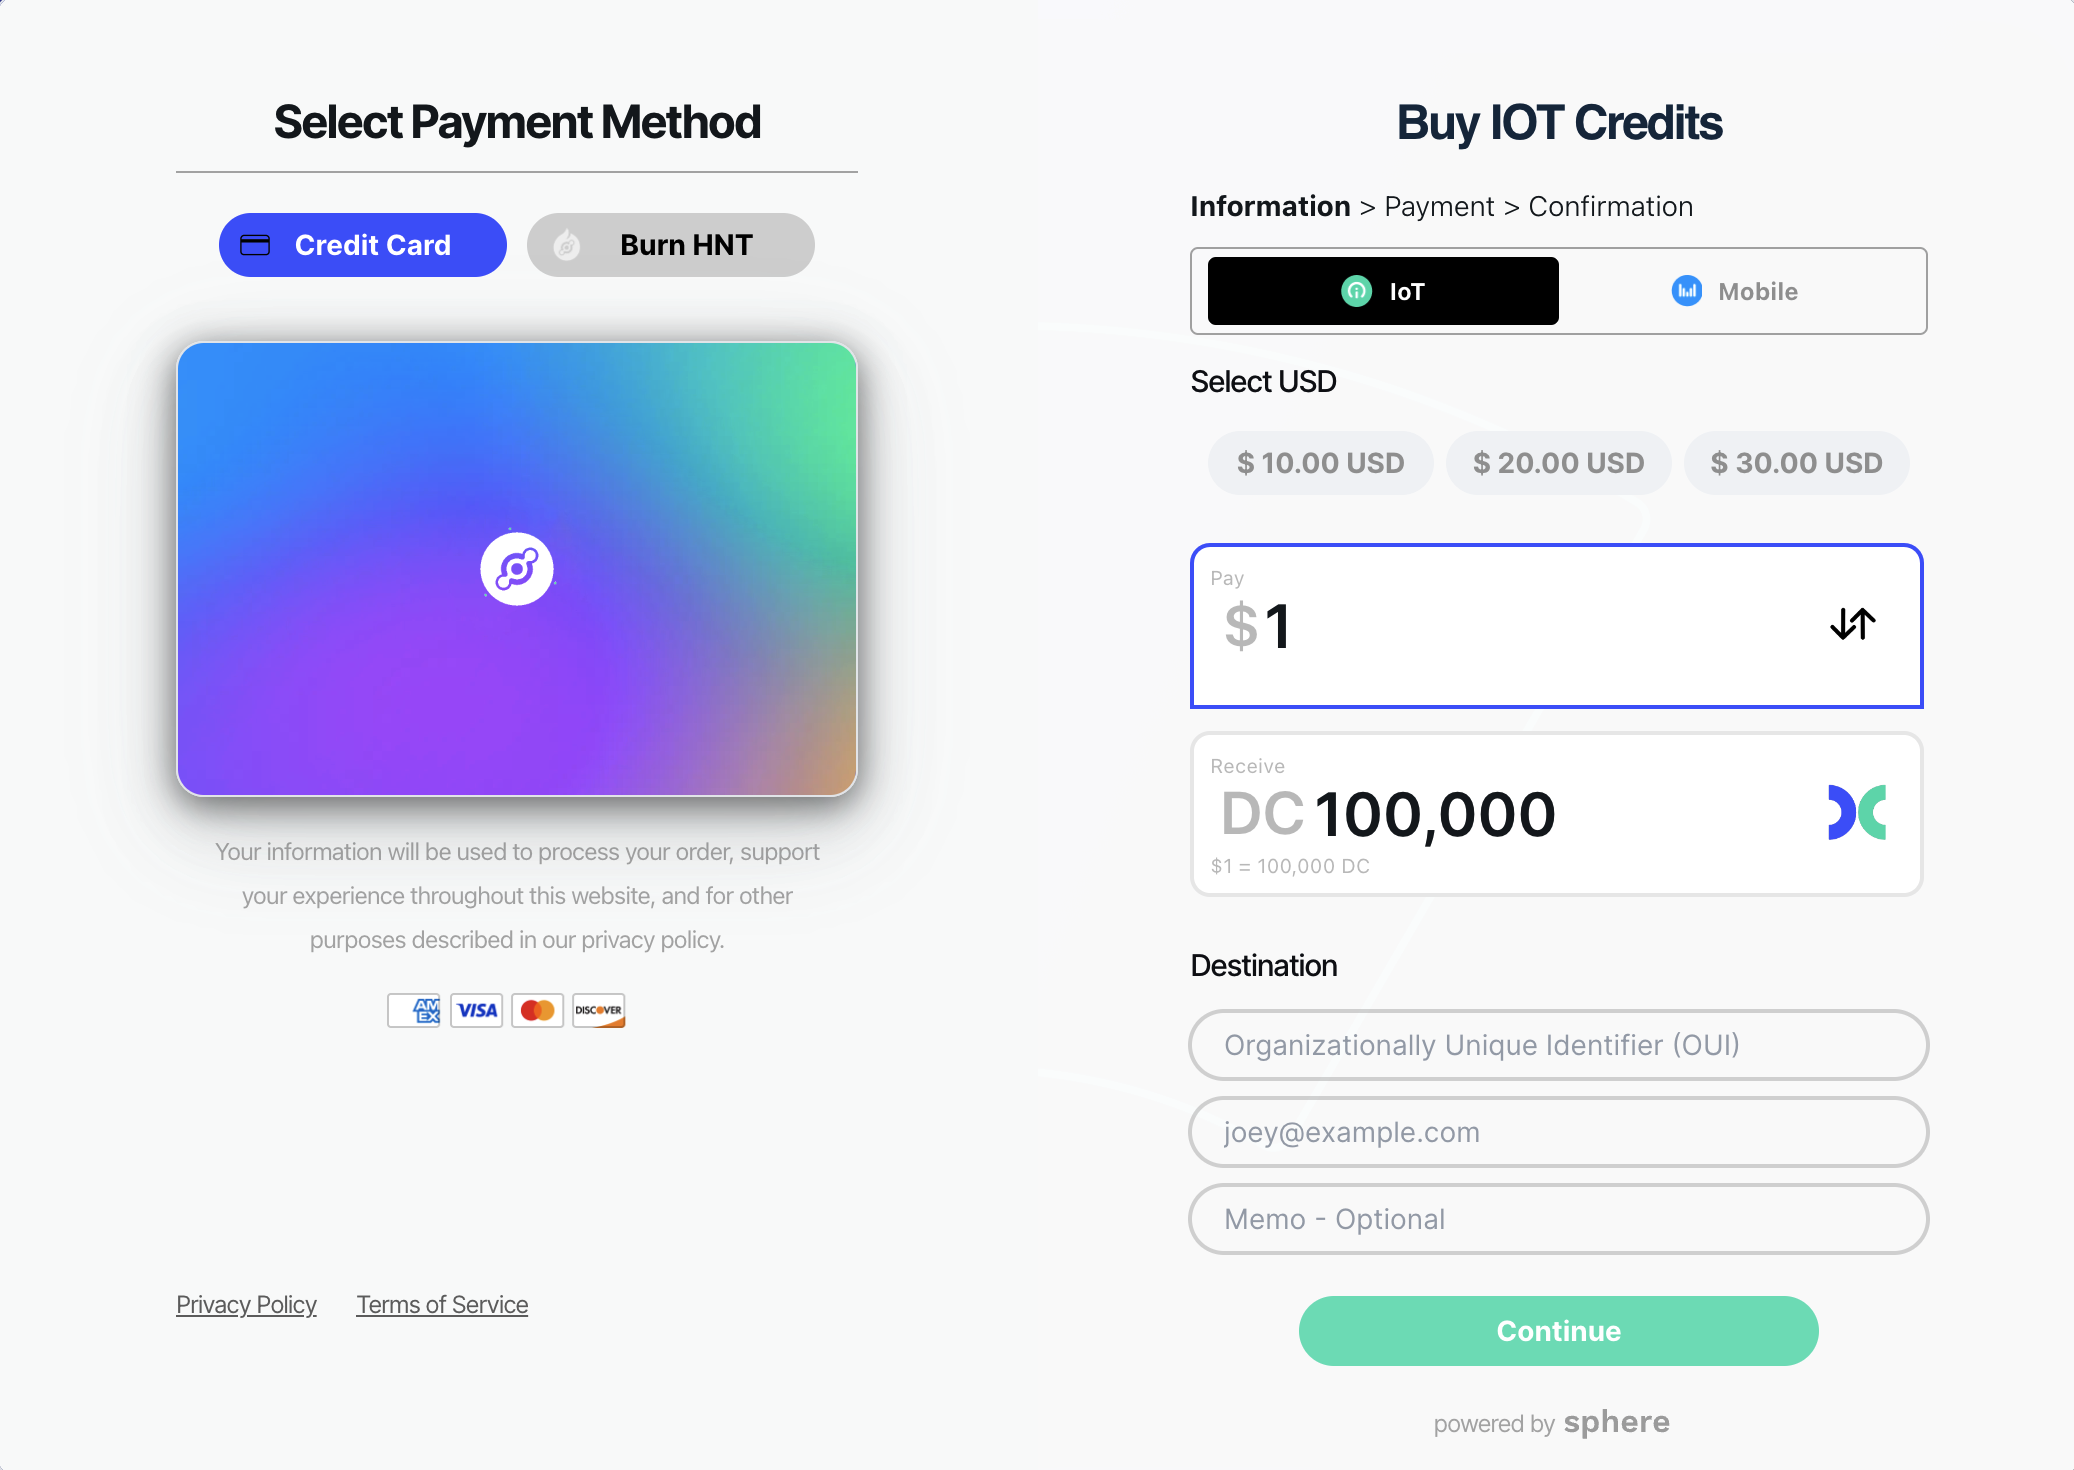 Select Payment Method
Credit Card
Burn HNT
Your information will be used to process your order, support
your experience throughout this website, and for other
purposes described in our privacy policy.
AM
EX
VISA
DISCOVER
Privacy Policy
Terms of Service
Buy IOT Credits
Information > Payment > Confirmation
IoT
Mobile
Select USD
$ 10.00 USD
$ 20.00 USD
$ 30.00 USD
Pay
$ 1
Receive
DC 100,000
$1 = 100,000 DC
Destination
Organizationally Unique Identifier (OUI)
joey@example.com
Memo - Optional
Continue
powered by sphere